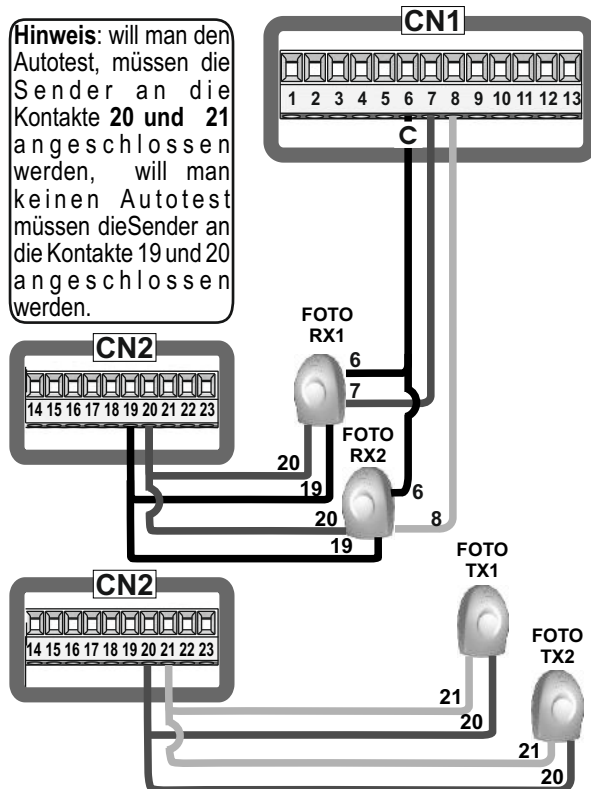 Hinweis: will man den
Autotest, müssen die
Sender an die
Kontakte 20 und 21
angeschlossen
werden, will man
keinen Autotest
müssen dieSender an
die Kontakte 19 und 20
angeschlossen
werden.
CN1
1 2 3 4 5 6 7 8 9 10 11 12 13
C
FOTO
RX1
6
7
CN2
14 15 16 17 18 19 20 21 22 23
FOTO
RX2
20
19
6
20
8
19
FOTO
TX1
CN2
14 15 16 17 18 19 20 21 22 23
FOTO
TX2
21
20
21
20